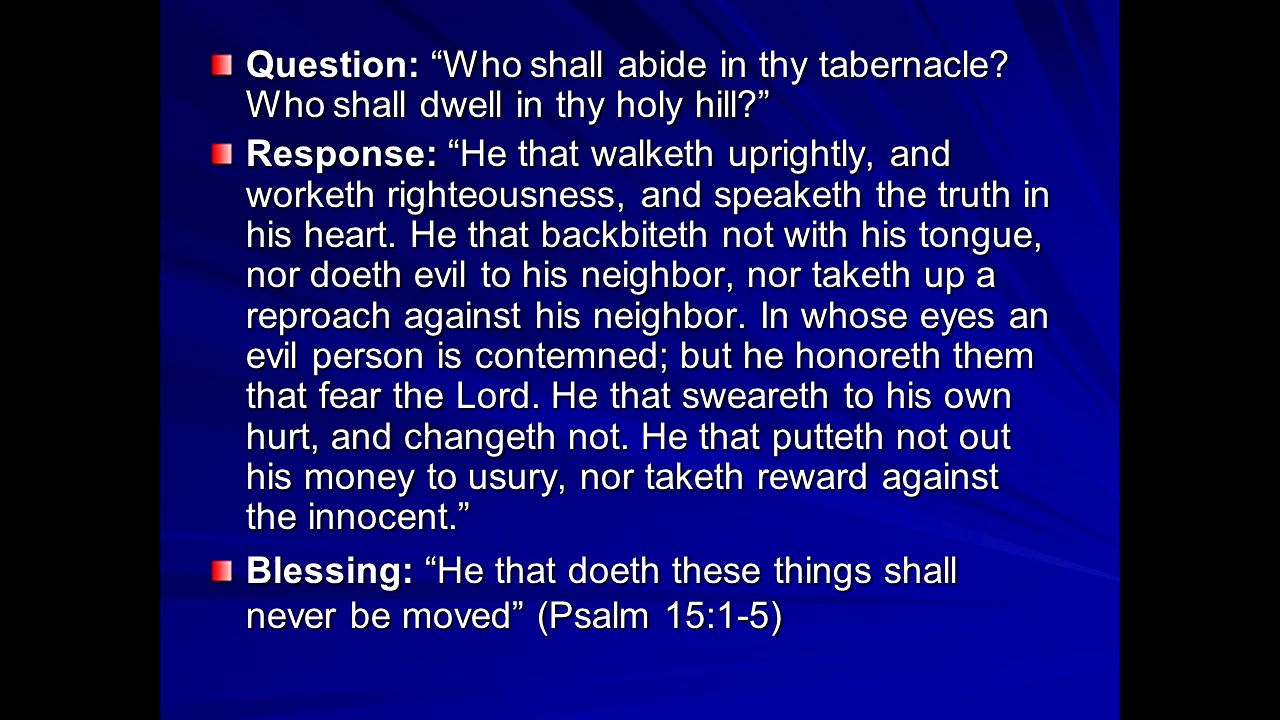 Question: “Who shall abide in thy tabernacle?
Who shall dwell in thy holy hill?”
Response: “He that walketh uprightly, and
worketh righteousness, and speaketh the truth in
his heart. He that backbiteth not with his tongue,
nor doeth evil to his neighbor, nor taketh up a
reproach against his neighbor. In whose eyes an
evil person is contemned; but he honoreth them
that fear the Lord. He that sweareth to his own
hurt, and changeth not. He that putteth not out
his money to usury, nor taketh reward against
the innocent.”
Blessing: “He that doeth these things shall
never be moved” (Psalm 15:1-5)